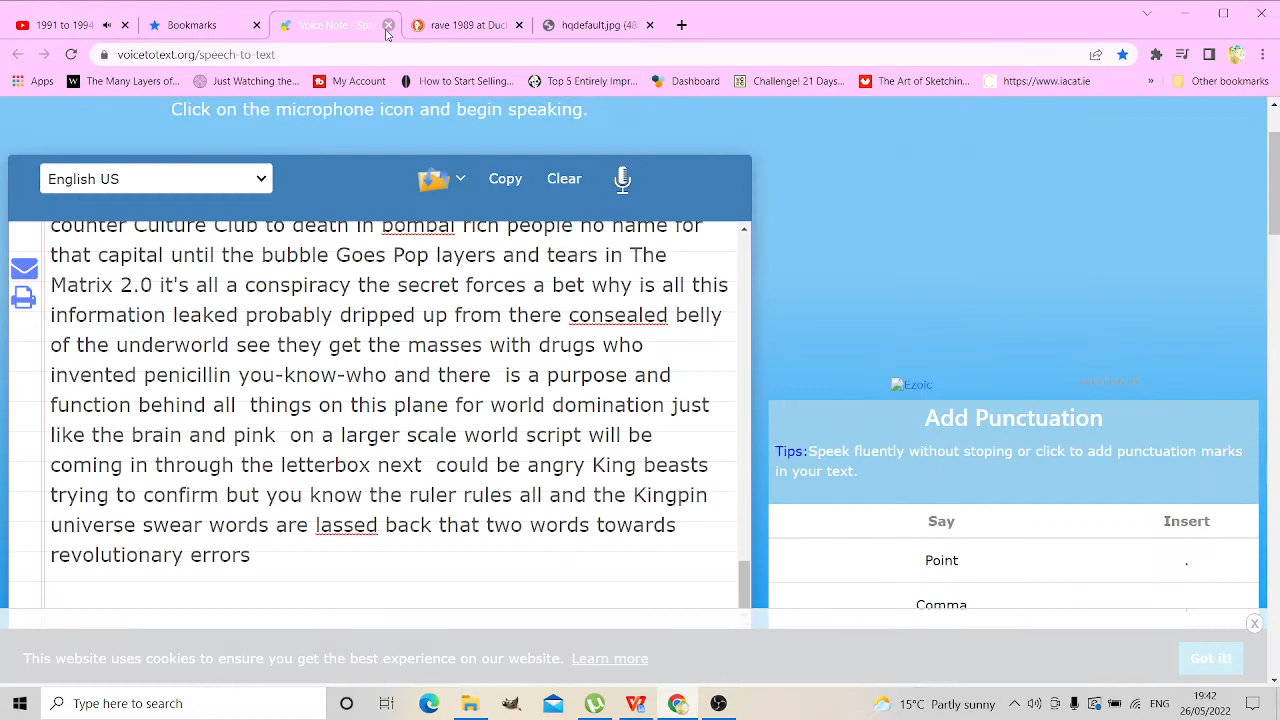 1991 to 1994
Bookmarks
Voice Note - Spe
rave 1989 at Duc
hqdefault.jpg (48
voicetotext.org/speech-to-text
Apps
The Many Layers of...
Just Watching the...
My Account
How to Start Selling...
Top 5 Entirely Impr...
Dashboard
Challenge! 21 Days...
The Art of Sketchin...
https://www.iacat.ie
»
Other bookmarks
Click on the microphone icon and begin speaking.
English US
Copy
Clear
counter Culture Club to death in bombal rich people no name for
that capital until the bubble Goes Pop layers and tears in The
Matrix 2.0 it's all a conspiracy the secret forces a bet why is all this
information leaked probably dripped up from there consealed belly
of the underworld see they get the masses with drugs who
invented penicillin you-know-who and there is a purpose and
function behind all things on this plane for world domination just
like the brain and pink on a larger scale world script will be
coming in through the letterbox next could be angry King beasts
trying to confirm but you know the ruler rules all and the Kingpin
universe swear words are lassed back that two words towards
revolutionary errors
Ezoic
Add Punctuation
Tips:Speek fluently without stoping or click to add punctuation marks
in your text.
Say Insert
Point .
Comma ,
X
This website uses cookies to ensure you get the best experience on our website. Learn more
Got it!
Type here to search
15°C Partly sunny
ENG
19:42
26/05/2022